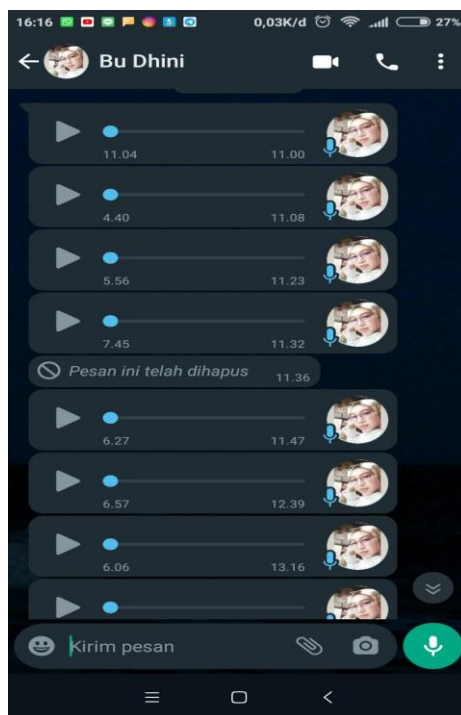 16:16 0,03K/d 27%
Bu Dhini
11.04 11.00
4.40 11.08
5.56 11.23
7.45 11.32
Pesan ini telah dihapus 11.36
6.27 11.47
6.57 12.39
6.06 13.16
Kirim pesan